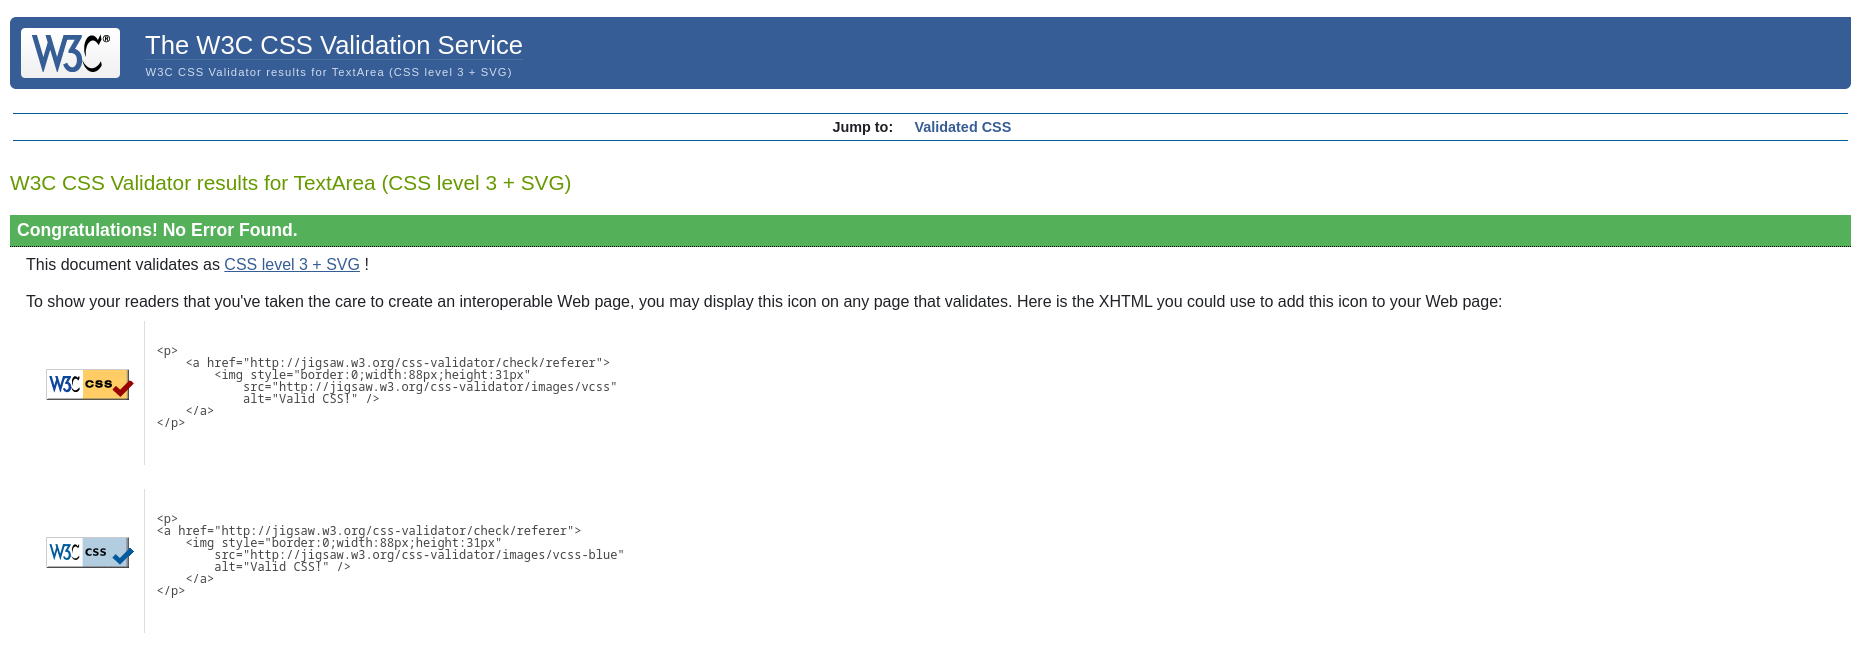 W3C® The W3C CSS Validation Service
W3C CSS Validator results for TextArea (CSS level 3 + SVG)
Jump to: Validated CSS
W3C CSS Validator results for TextArea (CSS level 3 + SVG)
Congratulations! No Error Found.
This document validates as CSS level 3 + SVG !
To show your readers that you've taken the care to create an interoperable Web page, you may display this icon on any page that validates. Here is the XHTML you could use to add this icon to your Web page:
W3C css
<p>
<a href="http://jigsaw.w3.org/css-validator/check/referer">
<img style="border:0;width:88px;height:31px"
src="http://jigsaw.w3.org/css-validator/images/vcss"
alt="Valid CSS!" />
</a>
</p>
W3C css
<p>
<a href="http://jigsaw.w3.org/css-validator/check/referer">
<img style="border:0;width:88px;height:31px"
src="http://jigsaw.w3.org/css-validator/images/vcss-blue"
alt="Valid CSS!" />
</a>
</p>